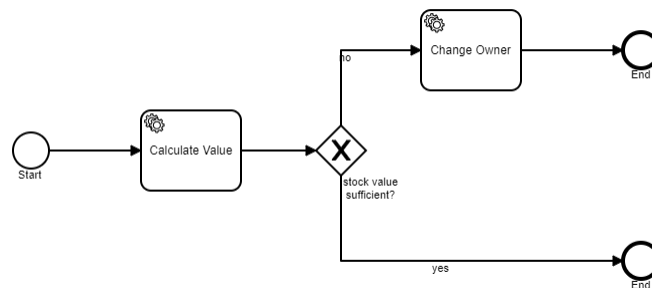 no
Change Owner
End
Calculate Value
Start
stock value
sufficient?
yes
End